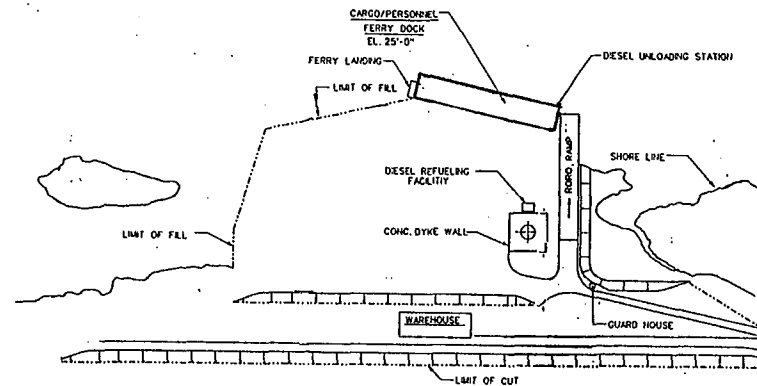 CARGO/PERSONNEL
FERRY DOCK
EL. 25'-0"
FERRY LANDING
DIESEL UNLOADING STATION
LIMIT OF FILL
RORO. RAMP
SHORE LINE
DIESEL REFUELING
FACILITIY
LIMIT OF FILL
CONC. DYKE WALL
WAREHOUSE
GUARD HOUSE
LIMIT OF CUT